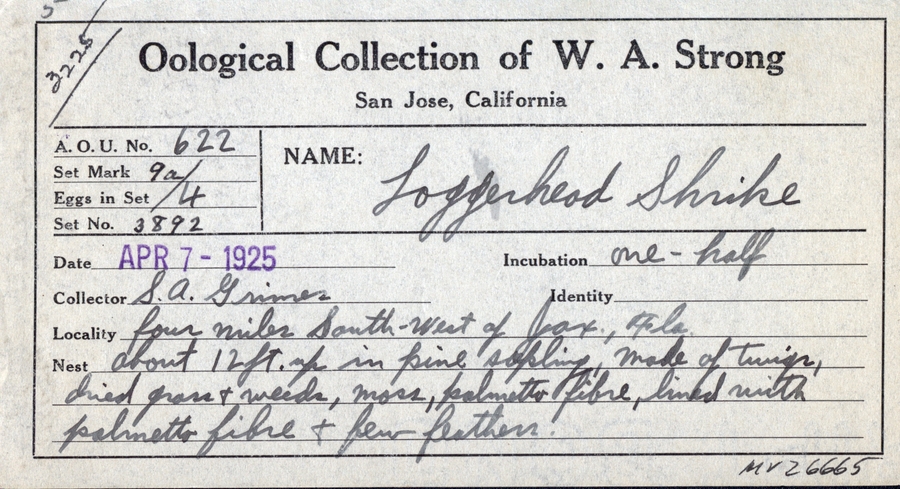 3225
Oological Collection of W. A. Strong
San Jose, California
A. O. U. No. 622
Set Mark 9a/
Eggs in Set /4
Set No. 3892
NAME: Loggerhead Shrike
Date APR 7 - 1925
Incubation one-half
Collector S. A. Grimes
Identity
Locality four miles South-West of Jax., Fla.
Nest about 12 ft. up in pine sapling, made of twigs,
dried grass & weeds, moss, palmetto fibre, lined with
palmetto fibre & few feathers.
MVZ6665